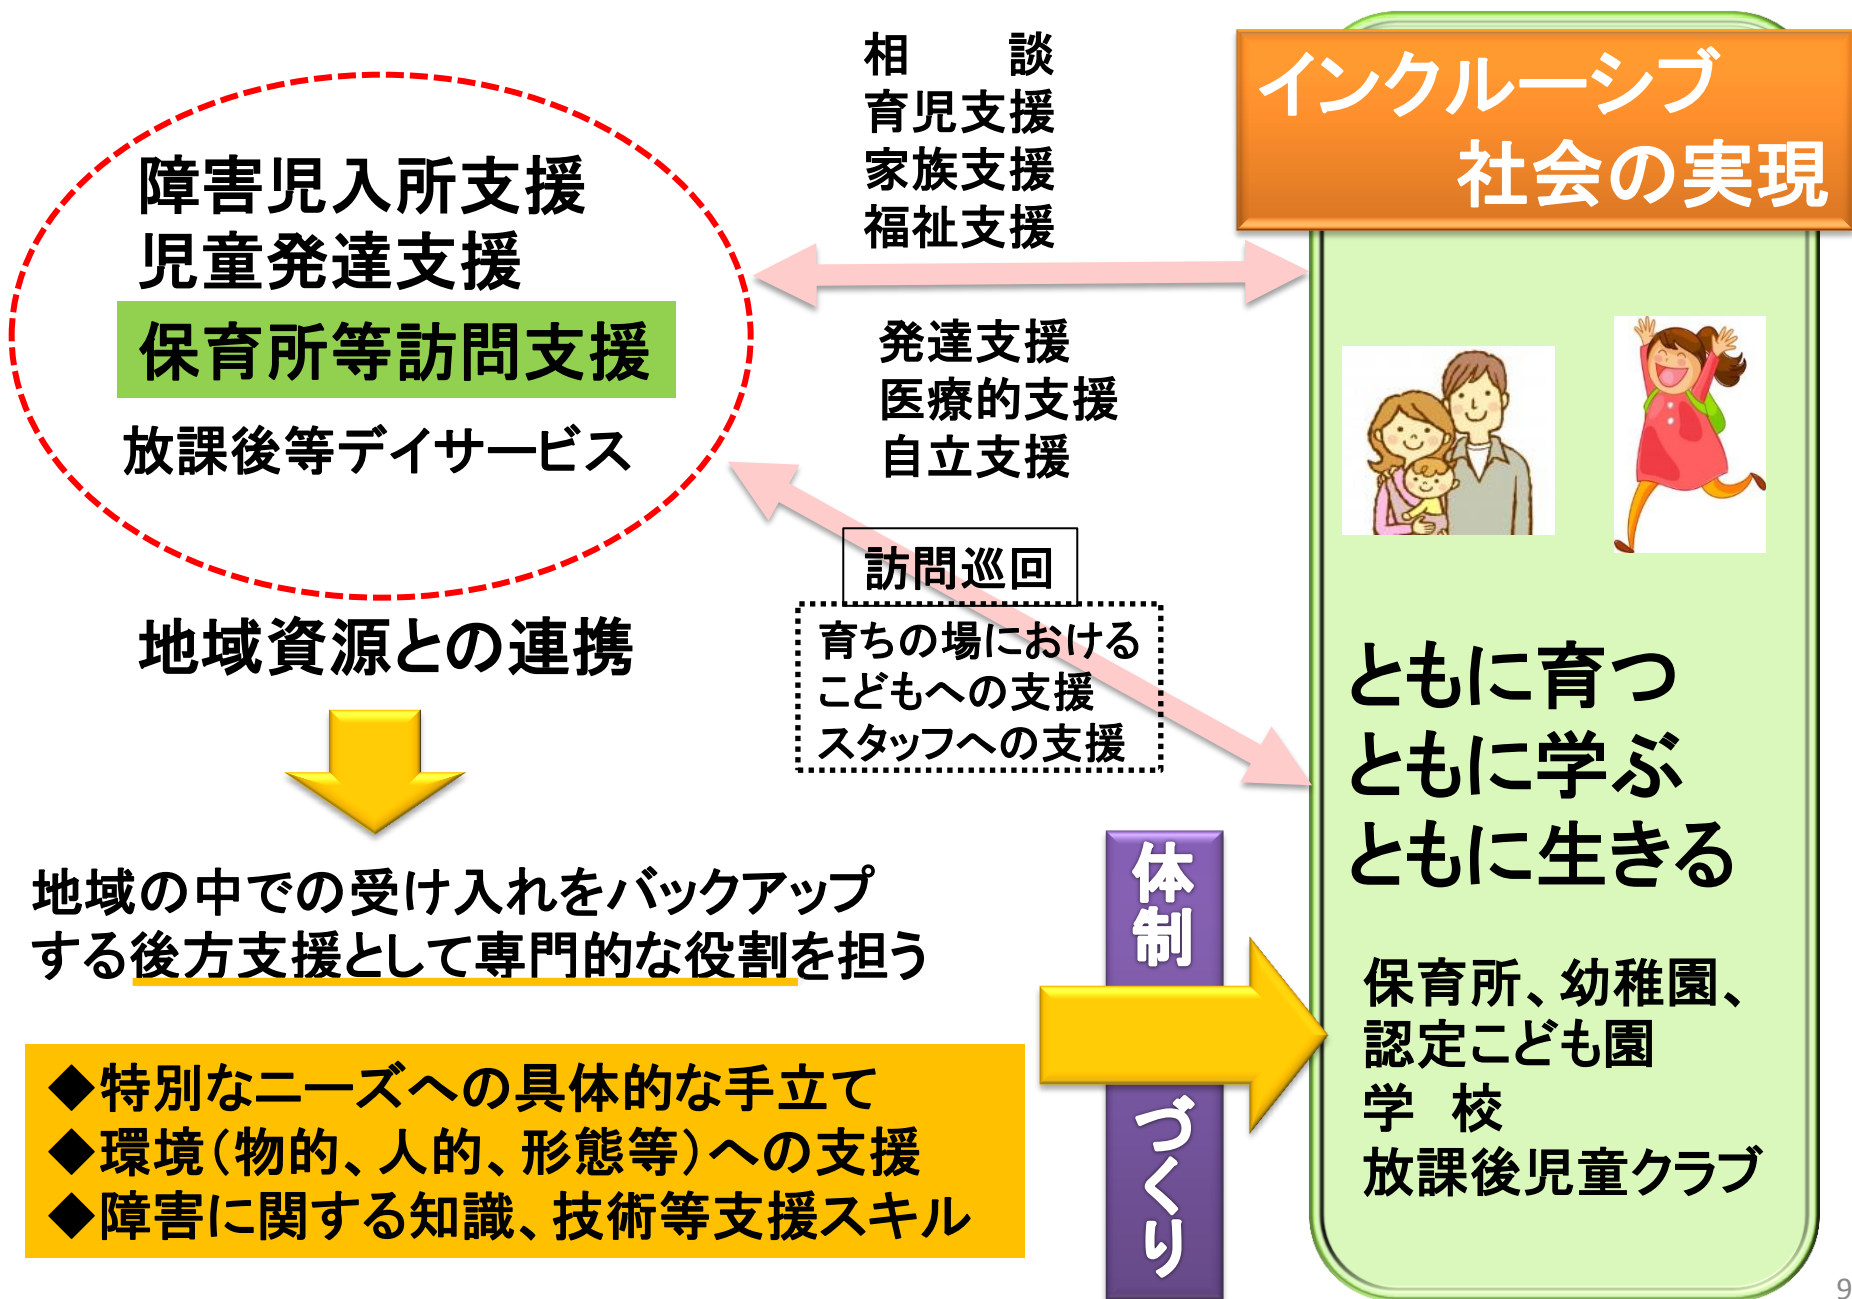 障害児入所支援
児童発達支援
保育所等訪問支援
放課後等デイサービス
地域資源との連携
地域の中での受け入れをバックアップ
する後方支援として専門的な役割を担う
◆特別なニーズへの具体的な手立て
◆環境(物的、人的、形態等)への支援
◆障害に関する知識、技術等支援スキル
相　　談
育児支援
家族支援
福祉支援
発達支援
医療的支援
自立支援
訪問巡回
育ちの場における
こどもへの支援
スタッフへの支援
体制
づくり
インクルーシブ
社会の実現
ともに育つ
ともに学ぶ
ともに生きる
保育所、幼稚園、
認定こども園
学　校
放課後児童クラブ
9